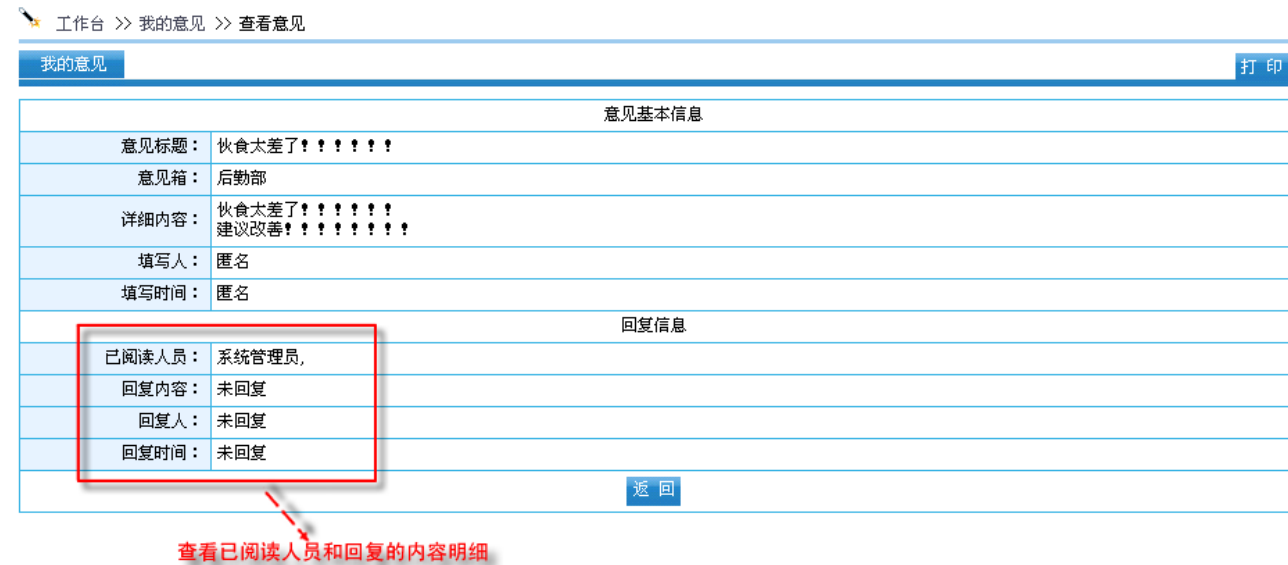 工作台 >> 我的意见 >> 查看意见
我的意见
打 印
意见基本信息
意见标题： 伙食太差了！！！！！！
意见箱： 后勤部
详细内容： 伙食太差了！！！！！！
建议改善！！！！！！！！
填写人： 匿名
填写时间： 匿名
回复信息
已阅读人员： 系统管理员,
回复内容： 未回复
回复人： 未回复
回复时间： 未回复
返 回
查看已阅读人员和回复的内容明细